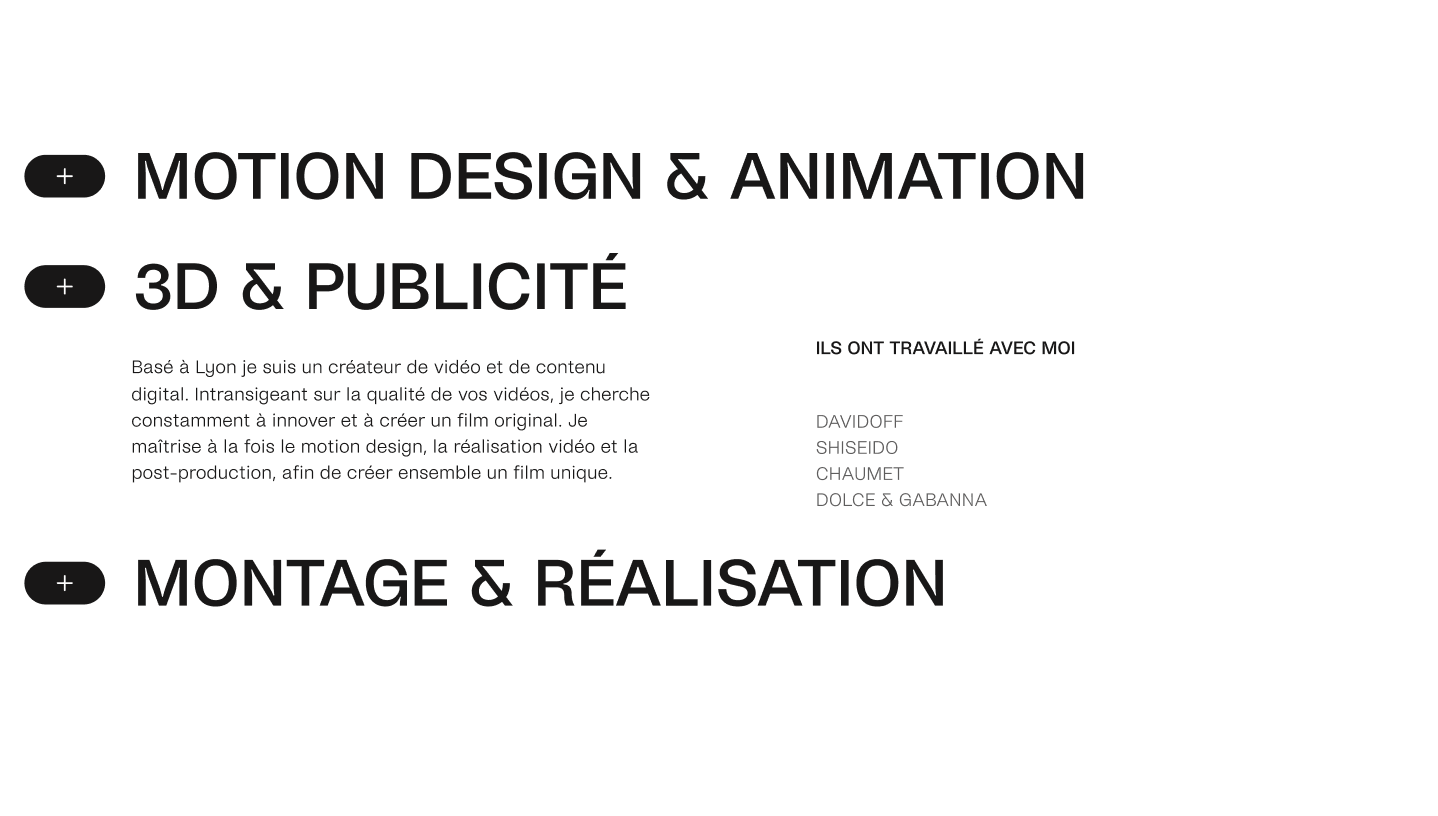 MOTION DESIGN & ANIMATION
3D & PUBLICITÉ
Basé à Lyon je suis un créateur de vidéo et de contenu
digital. Intransigeant sur la qualité de vos vidéos, je cherche
constamment à innover et à créer un film original. Je
maîtrise à la fois le motion design, la réalisation vidéo et la
post-production, afin de créer ensemble un film unique.
ILS ONT TRAVAILLÉ AVEC MOI
DAVIDOFF
SHISEIDO
CHAUMET
DOLCE & GABANNA
MONTAGE & RÉALISATION